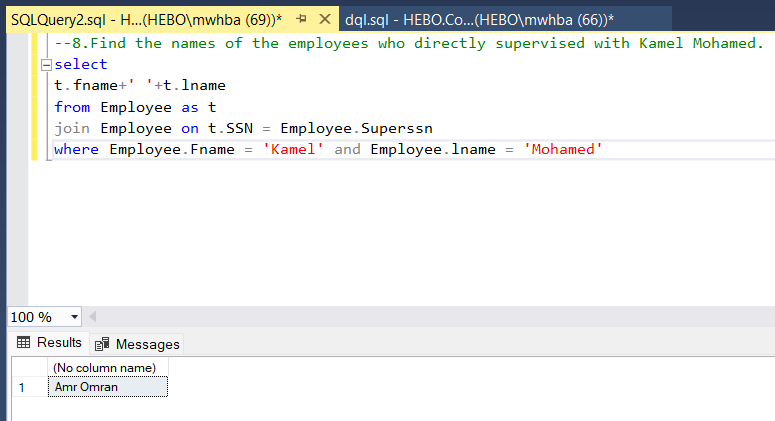 SQLQuery2.sql - H...(HEBO\mwhba (69))* dql.sql - HEBO.Co...(HEBO\mwhba (66))*
--8.Find the names of the employees who directly supervised with Kamel Mohamed.
select
t.fname+' '+t.lname
from Employee as t
join Employee on t.SSN = Employee.Superssn
where Employee.Fname = 'Kamel' and Employee.lname = 'Mohamed'
100 %
Results Messages
(No column name)
1 Amr Omran